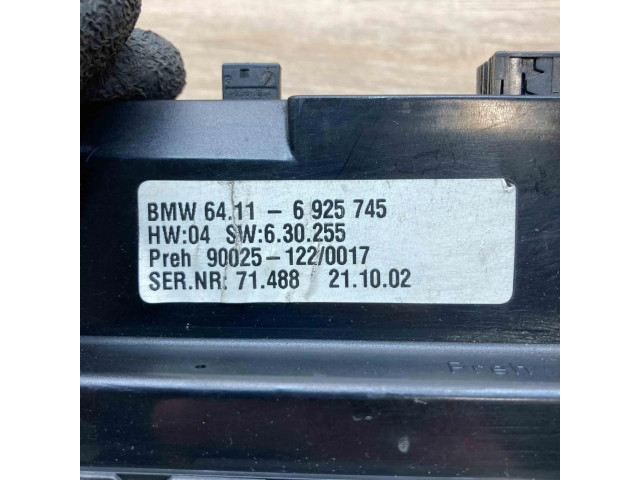 BMW 64.11 - 6 925 745
HW:04 SW:6.30.255
Preh 90025-122/0017
SER.NR: 71.488 21.10.02
Preh